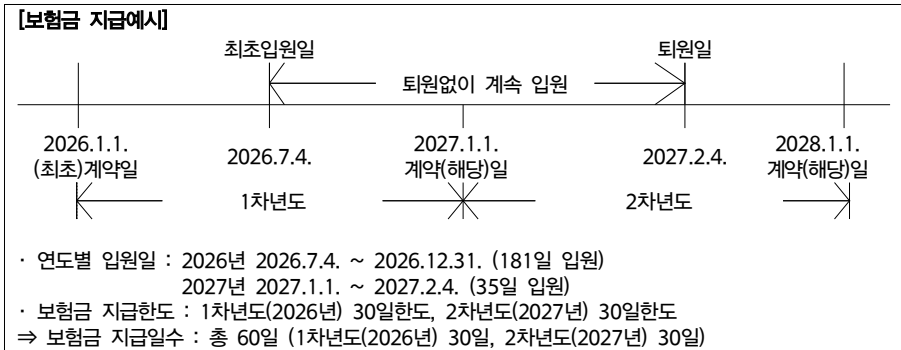 [보험금 지급예시]
최초입원일 퇴원일
퇴원없이 계속 입원
2026.1.1. 2026.7.4. 2027.1.1. 2027.2.4. 2028.1.1.
(최초)계약일 계약(해당)일 계약(해당)일
1차년도 2차년도
· 연도별 입원일 : 2026년 2026.7.4. ~ 2026.12.31. (181일 입원)
2027년 2027.1.1. ~ 2027.2.4. (35일 입원)
· 보험금 지급한도 : 1차년도(2026년) 30일한도, 2차년도(2027년) 30일한도
⇒ 보험금 지급일수 : 총 60일 (1차년도(2026년) 30일, 2차년도(2027년) 30일)